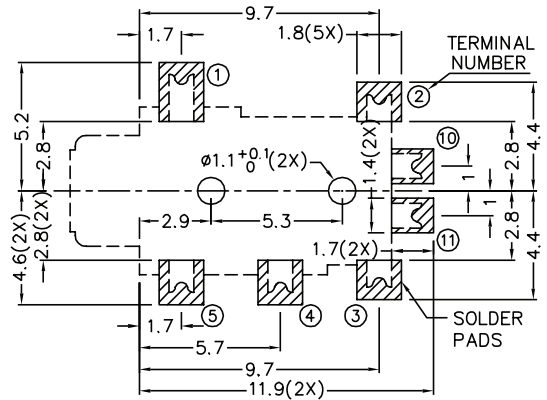 9.7
1.7
1.8(5X)
TERMINAL
NUMBER
1
2
5.2
2.8
ø1.1 +0.1 0 (2X)
1.4(2X)
10
2.8
1
4.4
4.6(2X)
2.8(2X)
2.9
5.3
1
2.8
4.4
1.7(2X)
11
1.7
5
4
3
SOLDER
PADS
5.7
9.7
11.9(2X)